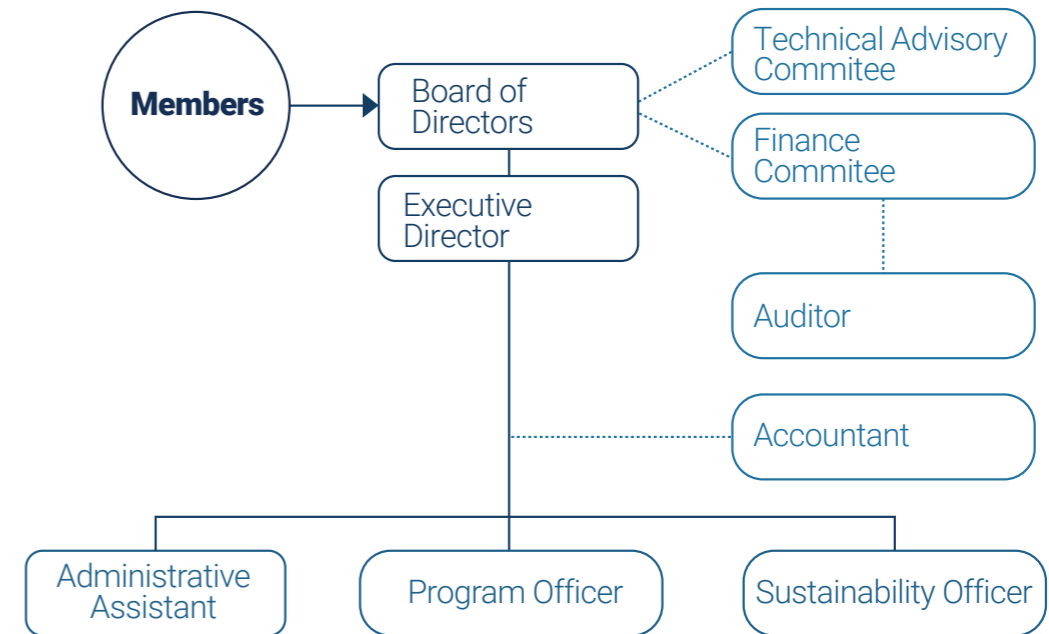 Members
Board of
Directors
Technical Advisory
Commitee
Finance
Commitee
Executive
Director
Auditor
Accountant
Administrative
Assistant
Program Officer
Sustainability Officer